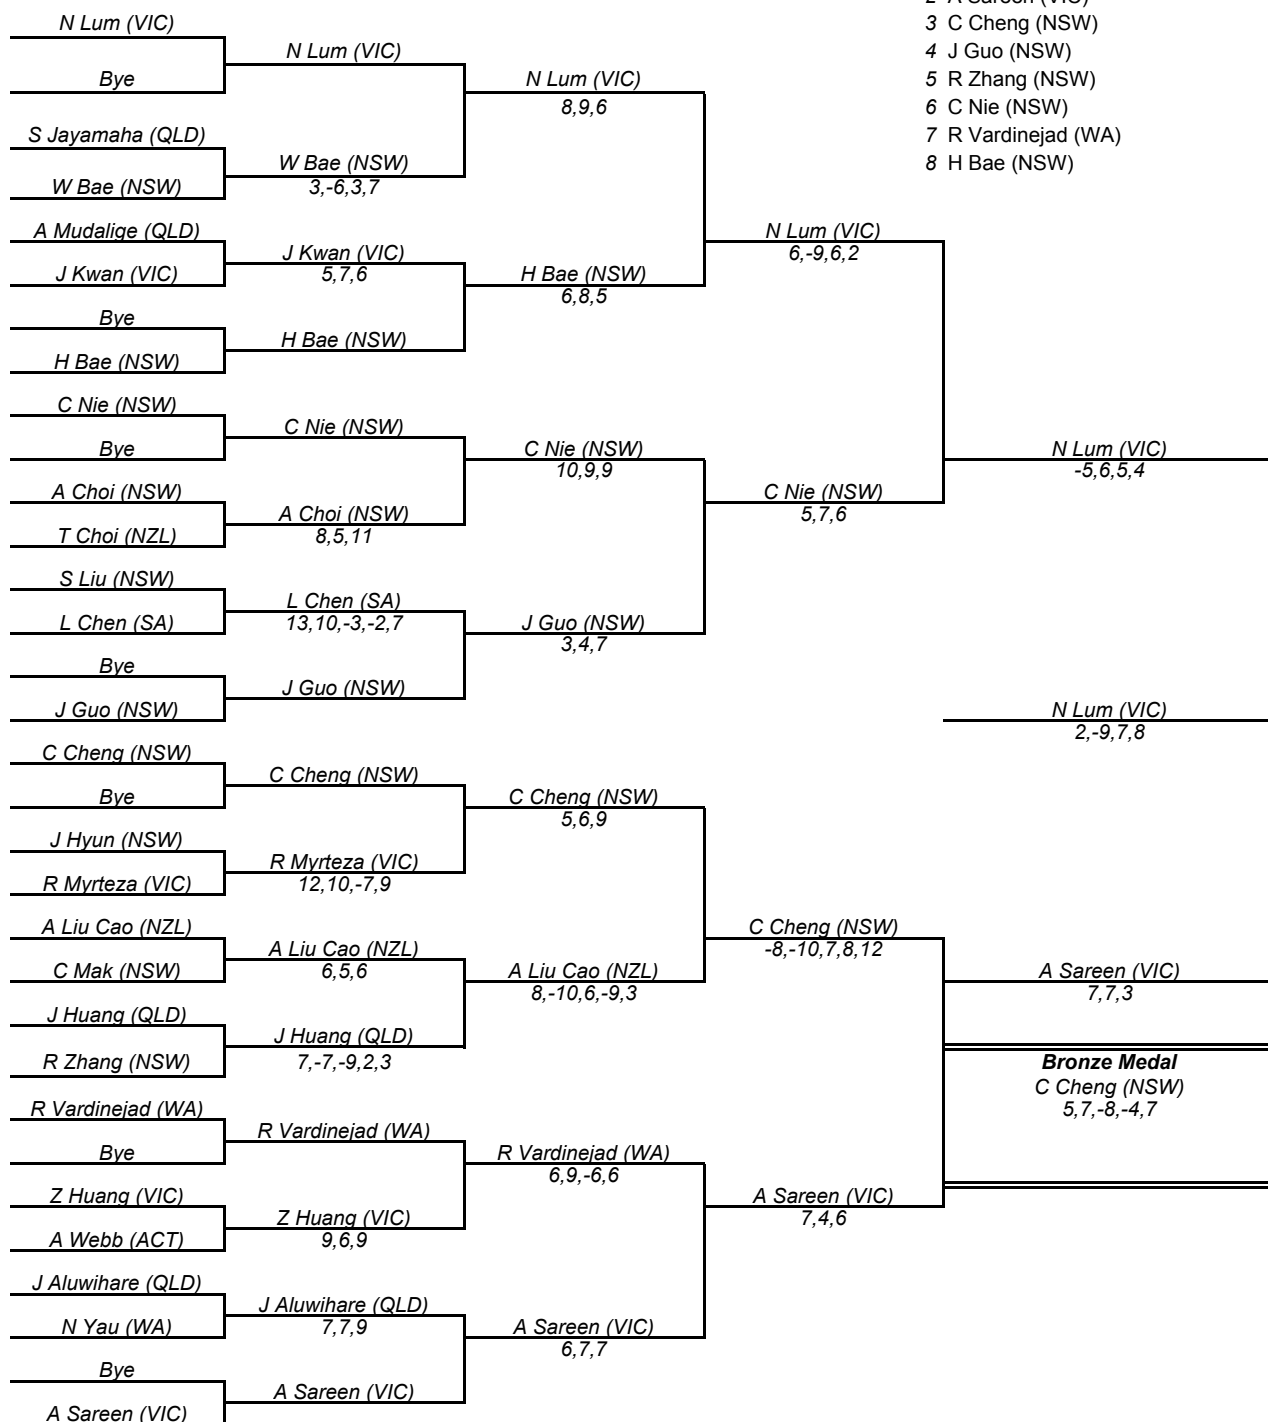 2 A Sareen (VIC)
3 C Cheng (NSW)
4 J Guo (NSW)
5 R Zhang (NSW)
6 C Nie (NSW)
7 R Vardinejad (WA)
8 H Bae (NSW)
N Lum (VIC)
Bye
S Jayamaha (QLD)
W Bae (NSW)
A Mudalige (QLD)
J Kwan (VIC)
Bye
H Bae (NSW)
C Nie (NSW)
Bye
A Choi (NSW)
T Choi (NZL)
S Liu (NSW)
L Chen (SA)
Bye
J Guo (NSW)
C Cheng (NSW)
Bye
J Hyun (NSW)
R Myrteza (VIC)
A Liu Cao (NZL)
C Mak (NSW)
J Huang (QLD)
R Zhang (NSW)
R Vardinejad (WA)
Bye
Z Huang (VIC)
A Webb (ACT)
J Aluwihare (QLD)
N Yau (WA)
Bye
A Sareen (VIC)
N Lum (VIC)
W Bae (NSW)
3,-6,3,7
J Kwan (VIC)
5,7,6
H Bae (NSW)
C Nie (NSW)
A Choi (NSW)
8,5,11
L Chen (SA)
13,10,-3,-2,7
J Guo (NSW)
C Cheng (NSW)
R Myrteza (VIC)
12,10,-7,9
A Liu Cao (NZL)
6,5,6
J Huang (QLD)
7,-7,-9,2,3
R Vardinejad (WA)
Z Huang (VIC)
9,6,9
J Aluwihare (QLD)
7,7,9
A Sareen (VIC)
N Lum (VIC)
8,9,6
H Bae (NSW)
6,8,5
C Nie (NSW)
10,9,9
J Guo (NSW)
3,4,7
C Cheng (NSW)
5,6,9
A Liu Cao (NZL)
8,-10,6,-9,3
R Vardinejad (WA)
6,9,-6,6
A Sareen (VIC)
6,7,7
N Lum (VIC)
6,-9,6,2
C Nie (NSW)
5,7,6
C Cheng (NSW)
-8,-10,7,8,12
A Sareen (VIC)
7,4,6
N Lum (VIC)
-5,6,5,4
N Lum (VIC)
2,-9,7,8
A Sareen (VIC)
7,7,3
Bronze Medal
C Cheng (NSW)
5,7,-8,-4,7